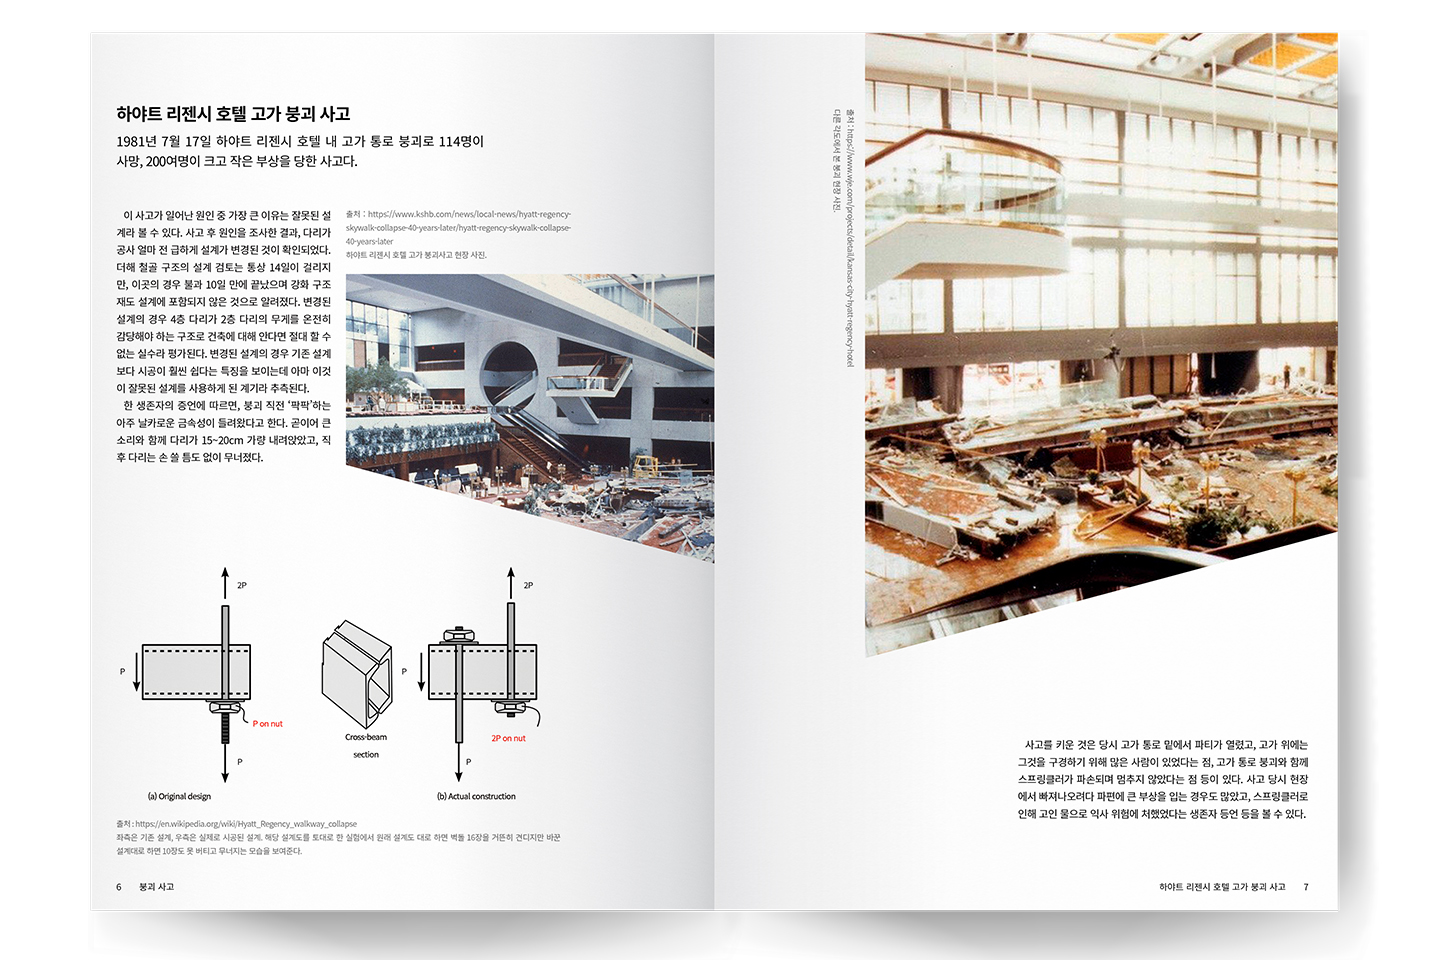 하야트 리젠시 호텔 고가 붕괴 사고
1981년 7월 17일 하야트 리젠시 호텔 내 고가 통로 붕괴로 114명이
사망, 200여명이 크고 작은 부상을 당한 사고다.
이 사고가 일어난 원인 중 가장 큰 이유는 잘못된 설
계라 볼 수 있다. 사고 후 원인을 조사한 결과, 다리가
공사 얼마 전 급하게 설계가 변경된 것이 확인되었다.
더해 철골 구조의 설계 검토는 통상 14일이 걸리지
만, 이곳의 경우 불과 10일 만에 끝났으며 강화 구조
재도 설계에 포함되지 않은 것으로 알려졌다. 변경된
설계의 경우 4층 다리가 2층 다리의 무게를 온전히
감당해야 하는 구조로 건축에 대해 안다면 절대 할 수
없는 실수라 평가된다. 변경된 설계의 경우 기존 설계
보다 시공이 훨씬 쉽다는 특징을 보이는데 아마 이것
이 잘못된 설계를 사용하게 된 계기라 추측된다.
한 생존자의 증언에 따르면, 붕괴 직전 ‘팍팍’하는
아주 날카로운 금속성이 들려왔다고 한다. 곧이어 큰
소리와 함께 다리가 15~20cm 가량 내려앉았고, 직
후 다리는 손 쓸 틈도 없이 무너졌다.
출처 : https://www.kshb.com/news/local-news/hyatt-regency-
skywalk-collapse-40-years-later/hyatt-regency-skywalk-collapse-
40-years-later
하야트 리젠시 호텔 고가 붕괴사고 현장 사진.
2P
P
P on nut
P
(a) Original design
Cross-beam
section
2P
P
2P on nut
P
(b) Actual construction
출처 : https://en.wikipedia.org/wiki/Hyatt_Regency_walkway_collapse
좌측은 기존 설계, 우측은 실제로 시공된 설계. 해당 설계도를 토대로 한 실험에서 원래 설계도 대로 하면 벽돌 16장을 거뜬히 견디지만 바꾼
설계대로 하면 10장도 못 버티고 무너지는 모습을 보여준다.
6 붕괴 사고
출처 : https://www.wje.com/projects/detail/kansas-city-hyatt-regency-hotel
다른 각도에서 본 붕괴 현장 사진.
사고를 키운 것은 당시 고가 통로 밑에서 파티가 열렸고, 고가 위에는
그것을 구경하기 위해 많은 사람이 있었다는 점, 고가 통로 붕괴와 함께
스프링클러가 파손되며 멈추지 않았다는 점 등이 있다. 사고 당시 현장
에서 빠져나오려다 파편에 큰 부상을 입는 경우도 많았고, 스프링클러로
인해 고인 물으로 익사 위험에 처했었다는 생존자 등언 등을 볼 수 있다.
하야트 리젠시 호텔 고가 붕괴 사고 7